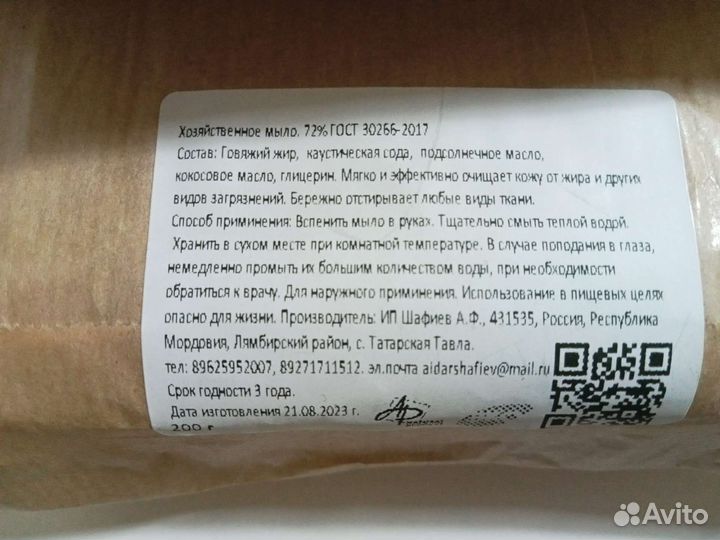 Хозяйственное мыло. 72% ГОСТ 30266-2017
Состав: Говяжий жир, каустическая сода, подсолнечное масло,
кокосовое масло, глицерин. Мягко и эффективно очищает кожу от жира и других
видов загрязнений. Бережно отстирывает любые виды ткани.
Способ приминения: Вспенить мыло в руках. Тщательно смыть теплой водой.
Хранить в сухом месте при комнатной температуре. В случае поподания в глаза,
немедленно промыть их большим количеством воды, при необходимости
обратиться к врачу. Для наружного приминения. Использование в пищевых целях
опасно для жизни. Производитель: ИП Шафиев А.Ф., 431535, Россия, Республика
Мордовия, Лямбирский район, с. Татарская Тавла.
тел: 89625952007, 89271711512. эл.почта aidarshafiev@mail.ru
Срок годности 3 года.
Дата изготовления 21.08.2023 г.
200 г
Avito